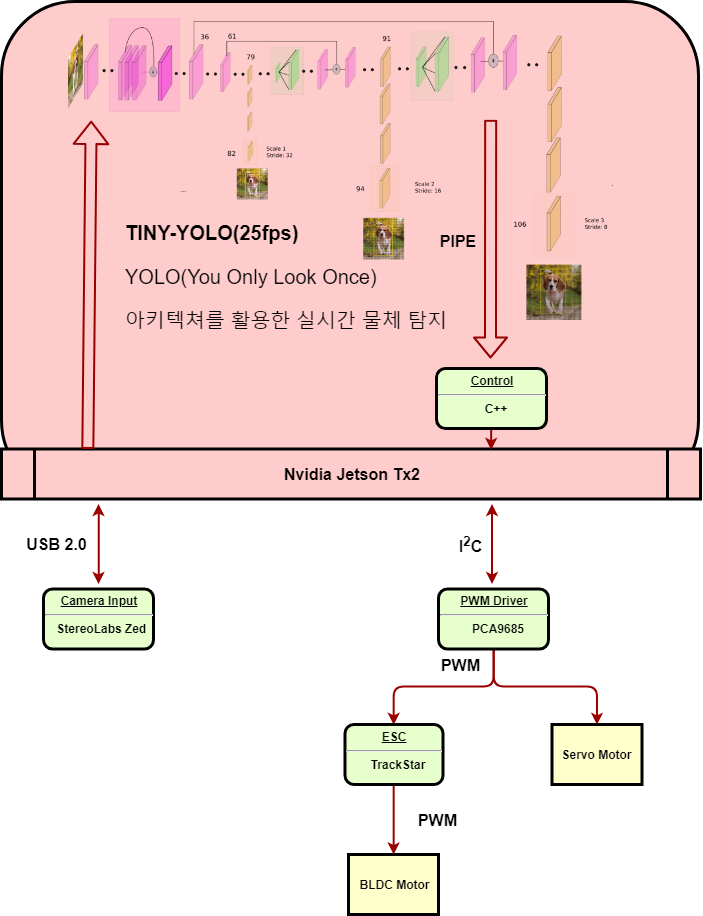 36
61
91
79
82
Scale 1
Stride: 32
94
Scale 2
Stride: 16
106
Scale 3
Stride: 8
...
TINY-YOLO(25fps)
PIPE
YOLO(You Only Look Once)
아키텍쳐를 활용한 실시간 물체 탐지
Control
C++
Nvidia Jetson Tx2
USB 2.0
I²C
Camera Input
StereoLabs Zed
PWM Driver
PCA9685
PWM
ESC
TrackStar
Servo Motor
PWM
BLDC Motor